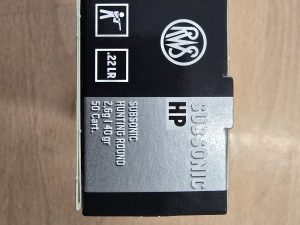 RWS
.22 LR
SUBSONIC
HP
SUBSONIC
HUNTING ROUND
2,6g / 40 gr
50 Cart.